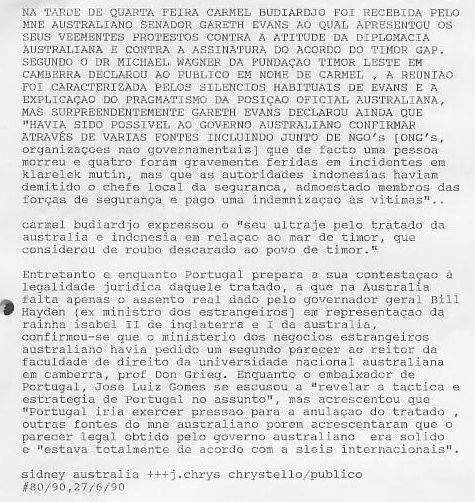 NA TARDE DE QUARTA FEIRA CARMEL BUDIARDJO FOI RECEBIDA PELO
MNE AUSTRALIANO SENADOR GARETH EVANS AO QUAL APRESENTOU OS
SEUS VEEMENTES PROTESTOS CONTRA A ATITUDE DA DIPLOMACIA
AUSTRALIANA E CONTRA A ASSINATURA DO ACORDO DO TIMOR GAP.
SEGUNDO O DR MICHAEL WAGNER DA FUNDAÇAO TIMOR LESTE EM
CAMBERRA DECLAROU AO PUBLICO EM NOME DE CARMEL , A REUNIAO
FOI CARACTERIZADA PELOS SILENCIOS HABITUAIS DE EVANS E A
EXPLICAÇAO DO PRAGMATISMO DA POSIÇAO OFICIAL AUSTRALIANA,
MAS SURPREENDENTEMENTE GARETH EVANS DECLAROU AINDA QUE
"HAVIA SIDO POSSIVEL AO GOVERNO AUSTRALIANO CONFIRMAR
ATRAVÉS DE VARIAS FONTES INCLUINDO JUNTO DE NGO's [ONG's,
organizaçoes nao governamentais] que de facto uma pessoa
morreu e quatro foram gravemente feridas em incidentes em
klarelek mutin, mas que as autoridades indonesias haviam
demitido o chefe local da seguranca, admoestado membros das
forças de segurança e pago uma indemnizaçao às vitimas"..
carmel budiardjo expressou o "seu ultraje pelo tratado da
australia e indonesia em relaçao ao mar de timor, que
considerou de roubo descarado ao povo de timor."
Entretanto e enquanto Portugal prepara a sua contestaçao à
legalidade juridica daquele tratado, a que na Australia
falta apenas o assento real dado pelo governador geral Bill
Hayden {ex ministro dos estrangeiros] em representaçao da
rainha isabel II de inglaterra e I da australia,
confirmou-se que o ministerio dos negocios estrangeiros
australiano havia pedido um segundo parecer ao reitor da
faculdade de direito da universidade nacional australiana
em camberra, prof Don Grieg. Enquanto o embaixador de
Portugal, Jose Luiz Gomes se escusou a "revelar a tactica e
estrategia de Portugal no assunto", mas acrescentou que
"Portugal iria exercer pressao para a anulaçao do tratado ,
outras fontes do mne australiano porem acrescentaram que o
parecer legal obtido pelo governo australiano era solido
e "estava totalmente de acordo com a sleis internacionais".
sidney australia +++j.chrys chrystello/publico
#80/90,27/6/90